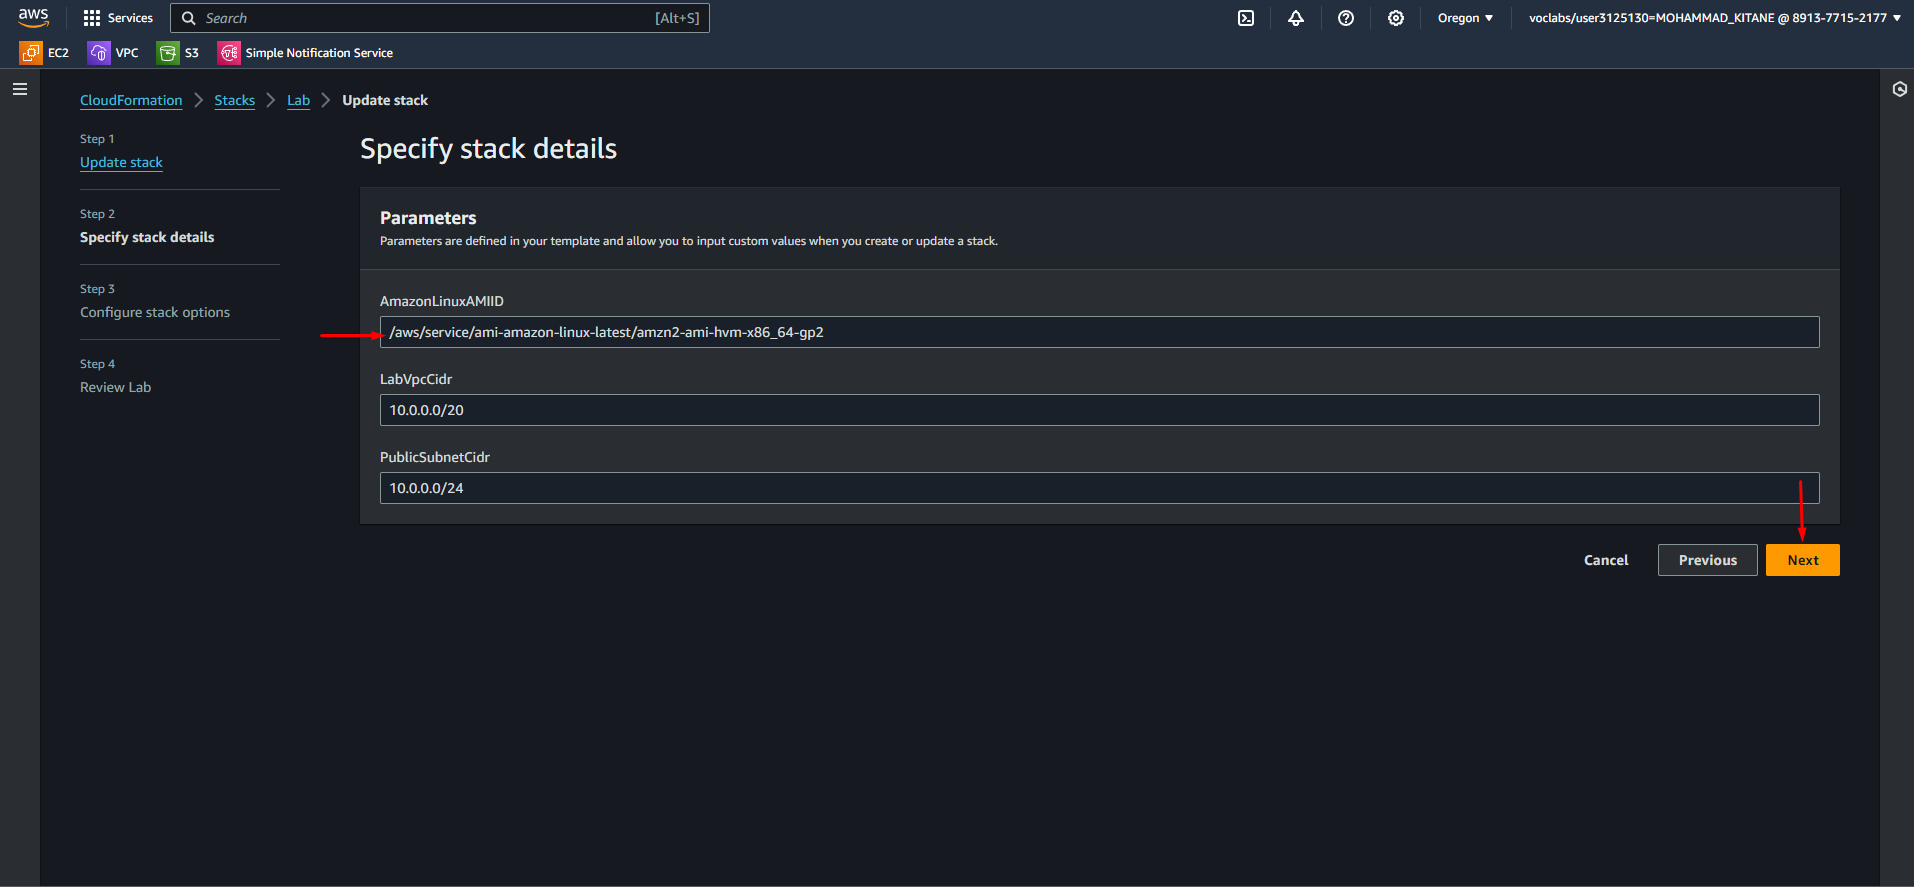 aws
Services
Search
[Alt+S]
Oregon
voclabs/user3125130=MOHAMMAD_KITANE @ 8913-7715-2177
EC2
VPC
S3
Simple Notification Service
CloudFormation
Stacks
Lab
Update stack
Step 1
Update stack
Step 2
Specify stack details
Step 3
Configure stack options
Step 4
Review Lab
Specify stack details
Parameters
Parameters are defined in your template and allow you to input custom values when you create or update a stack.
AmazonLinuxAMIID
/aws/service/ami-amazon-linux-latest/amzn2-ami-hvm-x86_64-gp2
LabVpcCidr
10.0.0.0/20
PublicSubnetCidr
10.0.0.0/24
Cancel
Previous
Next